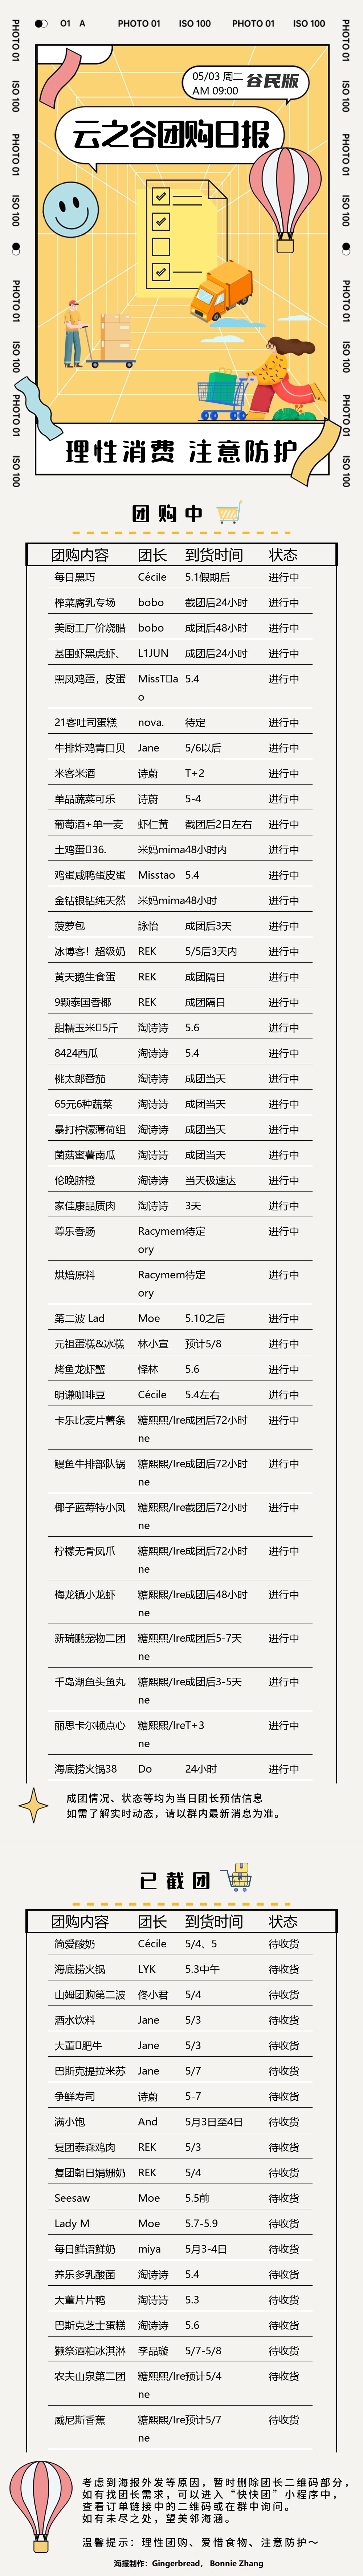 O1 A PHOTO 01 ISO 100 PHOTO 01 ISO 100
PHOTO 01 ISO 100 PHOTO 01 ISO 100
PHOTO 01 ISO 100 PHOTO 01 ISO 100
PHOTO 01 ISO 100 PHOTO 01 ISO 100
PHOTO 01 ISO 100 PHOTO 01 ISO 100
05/03 周二
AM 09:00
谷民版
云之谷团购日报
理性消费 注意防护
团购中
团购内容 团长 到货时间 状态
每日黑巧 Cécile 5.1假期后 进行中
榨菜腐乳专场 bobo 截团后24小时 进行中
美厨工厂价烧腊 bobo 成团后48小时 进行中
基围虾黑虎虾、 L1JUN 成团后24小时 进行中
黑凤鸡蛋，皮蛋 MissT□a 5.4 进行中
o
21客吐司蛋糕 nova. 待定 进行中
牛排炸鸡青口贝 Jane 5/6以后 进行中
米客米酒 诗蔚 T+2 进行中
单品蔬菜可乐 诗蔚 5-4 进行中
葡萄酒+单一麦 虾仁黄 截团后2日左右 进行中
土鸡蛋□36. 米妈mima 48小时内 进行中
鸡蛋咸鸭蛋皮蛋 Misstao 5.4 进行中
金钻银钻纯天然 米妈mima 48小时 进行中
菠萝包 詠怡 成团后3天 进行中
冰博客！超级奶 REK 5/5后3天内 进行中
黄天鹅生食蛋 REK 成团隔日 进行中
9颗泰国香椰 REK 成团隔日 进行中
甜糯玉米□5斤 淘诗诗 5.6 进行中
8424西瓜 淘诗诗 5.4 进行中
桃太郎番茄 淘诗诗 成团当天 进行中
65元6种蔬菜 淘诗诗 成团当天 进行中
暴打柠檬薄荷组 淘诗诗 成团当天 进行中
菌菇蜜薯南瓜 淘诗诗 成团当天 进行中
伦晚脐橙 淘诗诗 当天极速达 进行中
家佳康品质肉 淘诗诗 3天 进行中
尊乐香肠 Racymem 待定 进行中
ory
烘焙原料 Racymem 待定 进行中
ory
第二波 Lad Moe 5.10之后 进行中
元祖蛋糕&冰糕 林小宣 预计5/8 进行中
烤鱼龙虾蟹 怿林 5.6 进行中
明谦咖啡豆 Cécile 5.4左右 进行中
卡乐比麦片薯条 糖熙熙/Ire 成团后72小时 进行中
ne
鳗鱼牛排部队锅 糖熙熙/Ire 成团后72小时 进行中
ne
椰子蓝莓特小凤 糖熙熙/Ire 截团后72小时 进行中
ne
柠檬无骨凤爪 糖熙熙/Ire 成团后72小时 进行中
ne
梅龙镇小龙虾 糖熙熙/Ire 成团后48小时 进行中
ne
新瑞鹏宠物二团 糖熙熙/Ire 成团后5-7天 进行中
ne
千岛湖鱼头鱼丸 糖熙熙/Ire 成团后3-5天 进行中
ne
丽思卡尔顿点心 糖熙熙/Ire T+3 进行中
ne
海底捞火锅38 Do 24小时 进行中
成团情况、状态等均为当日团长预估信息
如需了解实时动态，请以群内最新消息为准。
已截团
团购内容 团长 到货时间 状态
简爱酸奶 Cécile 5/4、5 待收货
海底捞火锅 LYK 5.3中午 待收货
山姆团购第二波 佟小君 5/4 待收货
酒水饮料 Jane 5/3 待收货
大董□肥牛 Jane 5/3 待收货
巴斯克提拉米苏 Jane 5/7 待收货
争鲜寿司 诗蔚 5-7 待收货
满小饱 And 5月3日至4日 待收货
复团泰森鸡肉 REK 5/3 待收货
复团朝日娟姗奶 REK 5/4 待收货
Seesaw Moe 5.5前 待收货
Lady M Moe 5.7-5.9 待收货
每日鲜语鲜奶 miya 5月3-4日 待收货
养乐多乳酸菌 淘诗诗 5.4 待收货
大董片片鸭 淘诗诗 5.3 待收货
巴斯克芝士蛋糕 淘诗诗 5.6 待收货
獭祭酒粕冰淇淋 李品璇 5/7-5/8 待收货
农夫山泉第二团 糖熙熙/Ire 预计5/4 待收货
ne
威尼斯香蕉 糖熙熙/Ire 预计5/7 待收货
ne
考虑到海报外发等原因，暂时删除团长二维码部分，
如有找团长需求，可以进入“快快团”小程序中，
查看订单链接中的二维码或在群中询问。
如有未尽之处，望美邻海涵。
温馨提示：理性团购、爱惜食物、注意防护～
海报制作：Gingerbread， Bonnie Zhang